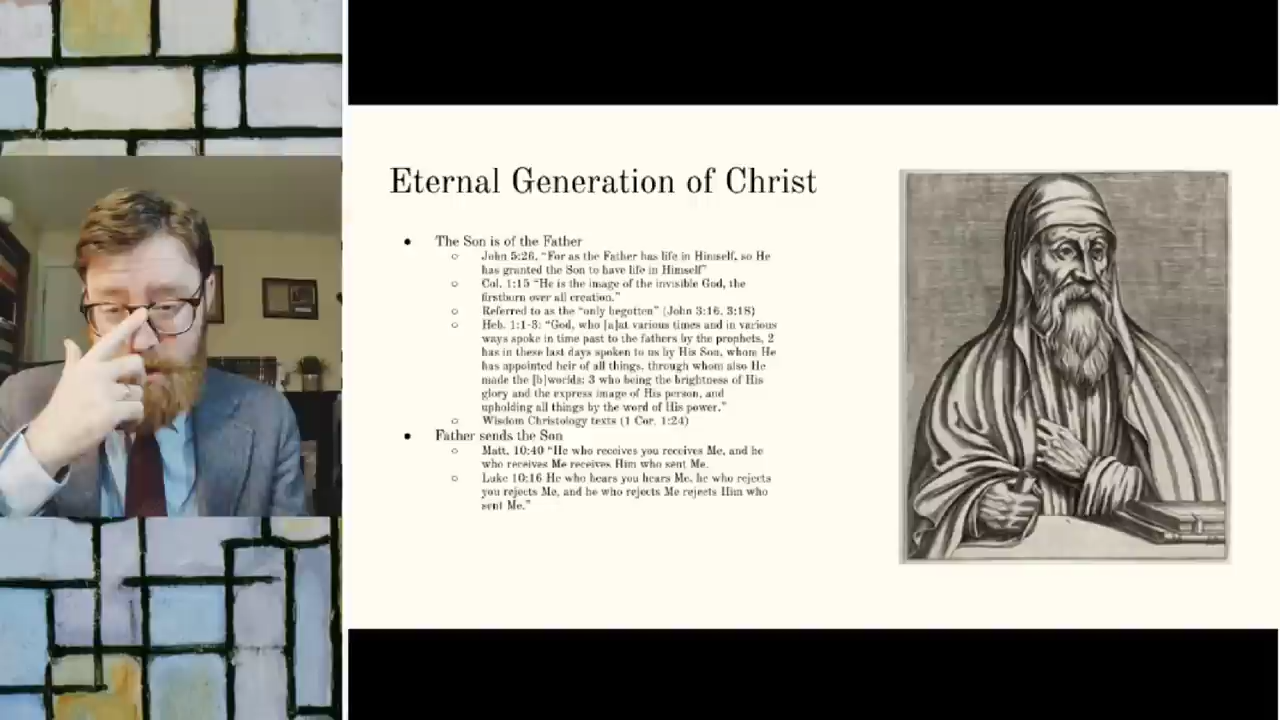 Eternal Generation of Christ
● The Son is of the Father
○ John 5:26, “For as the Father has life in Himself, so He
has granted the Son to have life in Himself”
○ Col. 1:15 “He is the image of the invisible God, the
firstborn over all creation.”
○ Referred to as the “only begotten” (John 3:16, 3:18)
○ Heb. 1:1-3: “God, who [a]at various times and in various
ways spoke in time past to the fathers by the prophets, 2
has in these last days spoken to us by His Son, whom He
has appointed heir of all things, through whom also He
made the [b]worlds; 3 who being the brightness of His
glory and the express image of His person, and
upholding all things by the word of His power.”
○ Wisdom Christology texts (1 Cor. 1:24)
● Father sends the Son
○ Matt. 10:40 “He who receives you receives Me, and he
who receives Me receives Him who sent Me.
○ Luke 10:16 He who hears you hears Me, he who rejects
you rejects Me, and he who rejects Me rejects Him who
sent Me.”